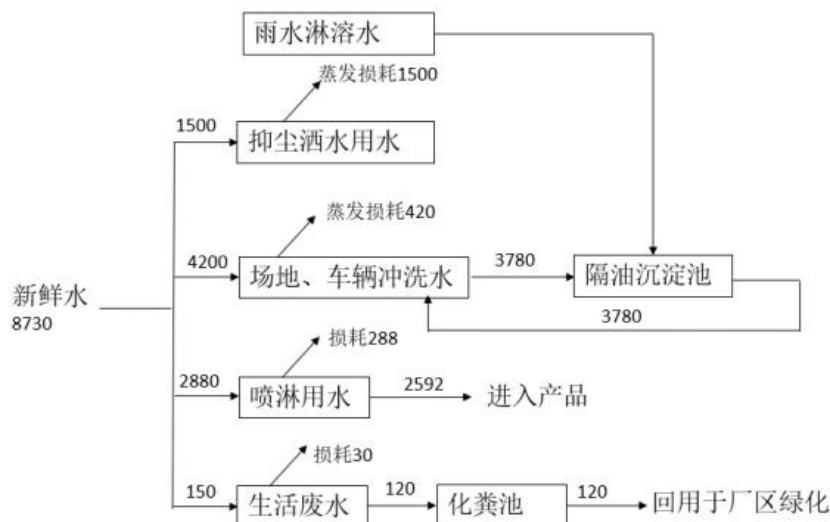 雨水淋溶水
蒸发损耗1500
1500
抑尘洒水用水
蒸发损耗420
4200
场地、车辆冲洗水
3780
隔油沉淀池
新鲜水
8730
3780
损耗288
2880
喷淋用水
2592
进入产品
损耗30
150
生活废水
120
化粪池
120
回用于厂区绿化